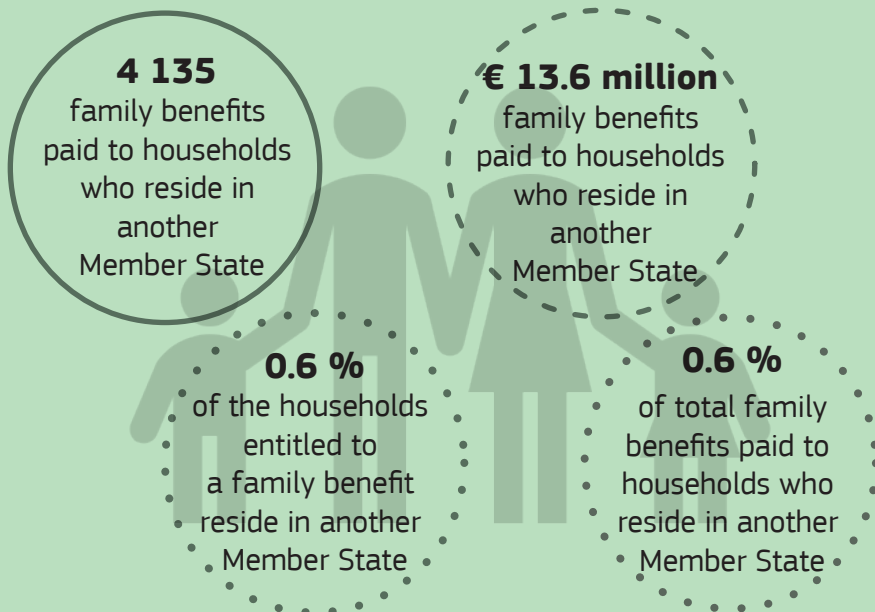 4 135
family benefits
paid to households
who reside in
another
Member State
€ 13.6 million
family benefits
paid to households
who reside in
another
Member State
0.6 %
of the households
entitled to
a family benefit
reside in another
Member State
0.6 %
of total family
benefits paid to
households who
reside in another
Member State